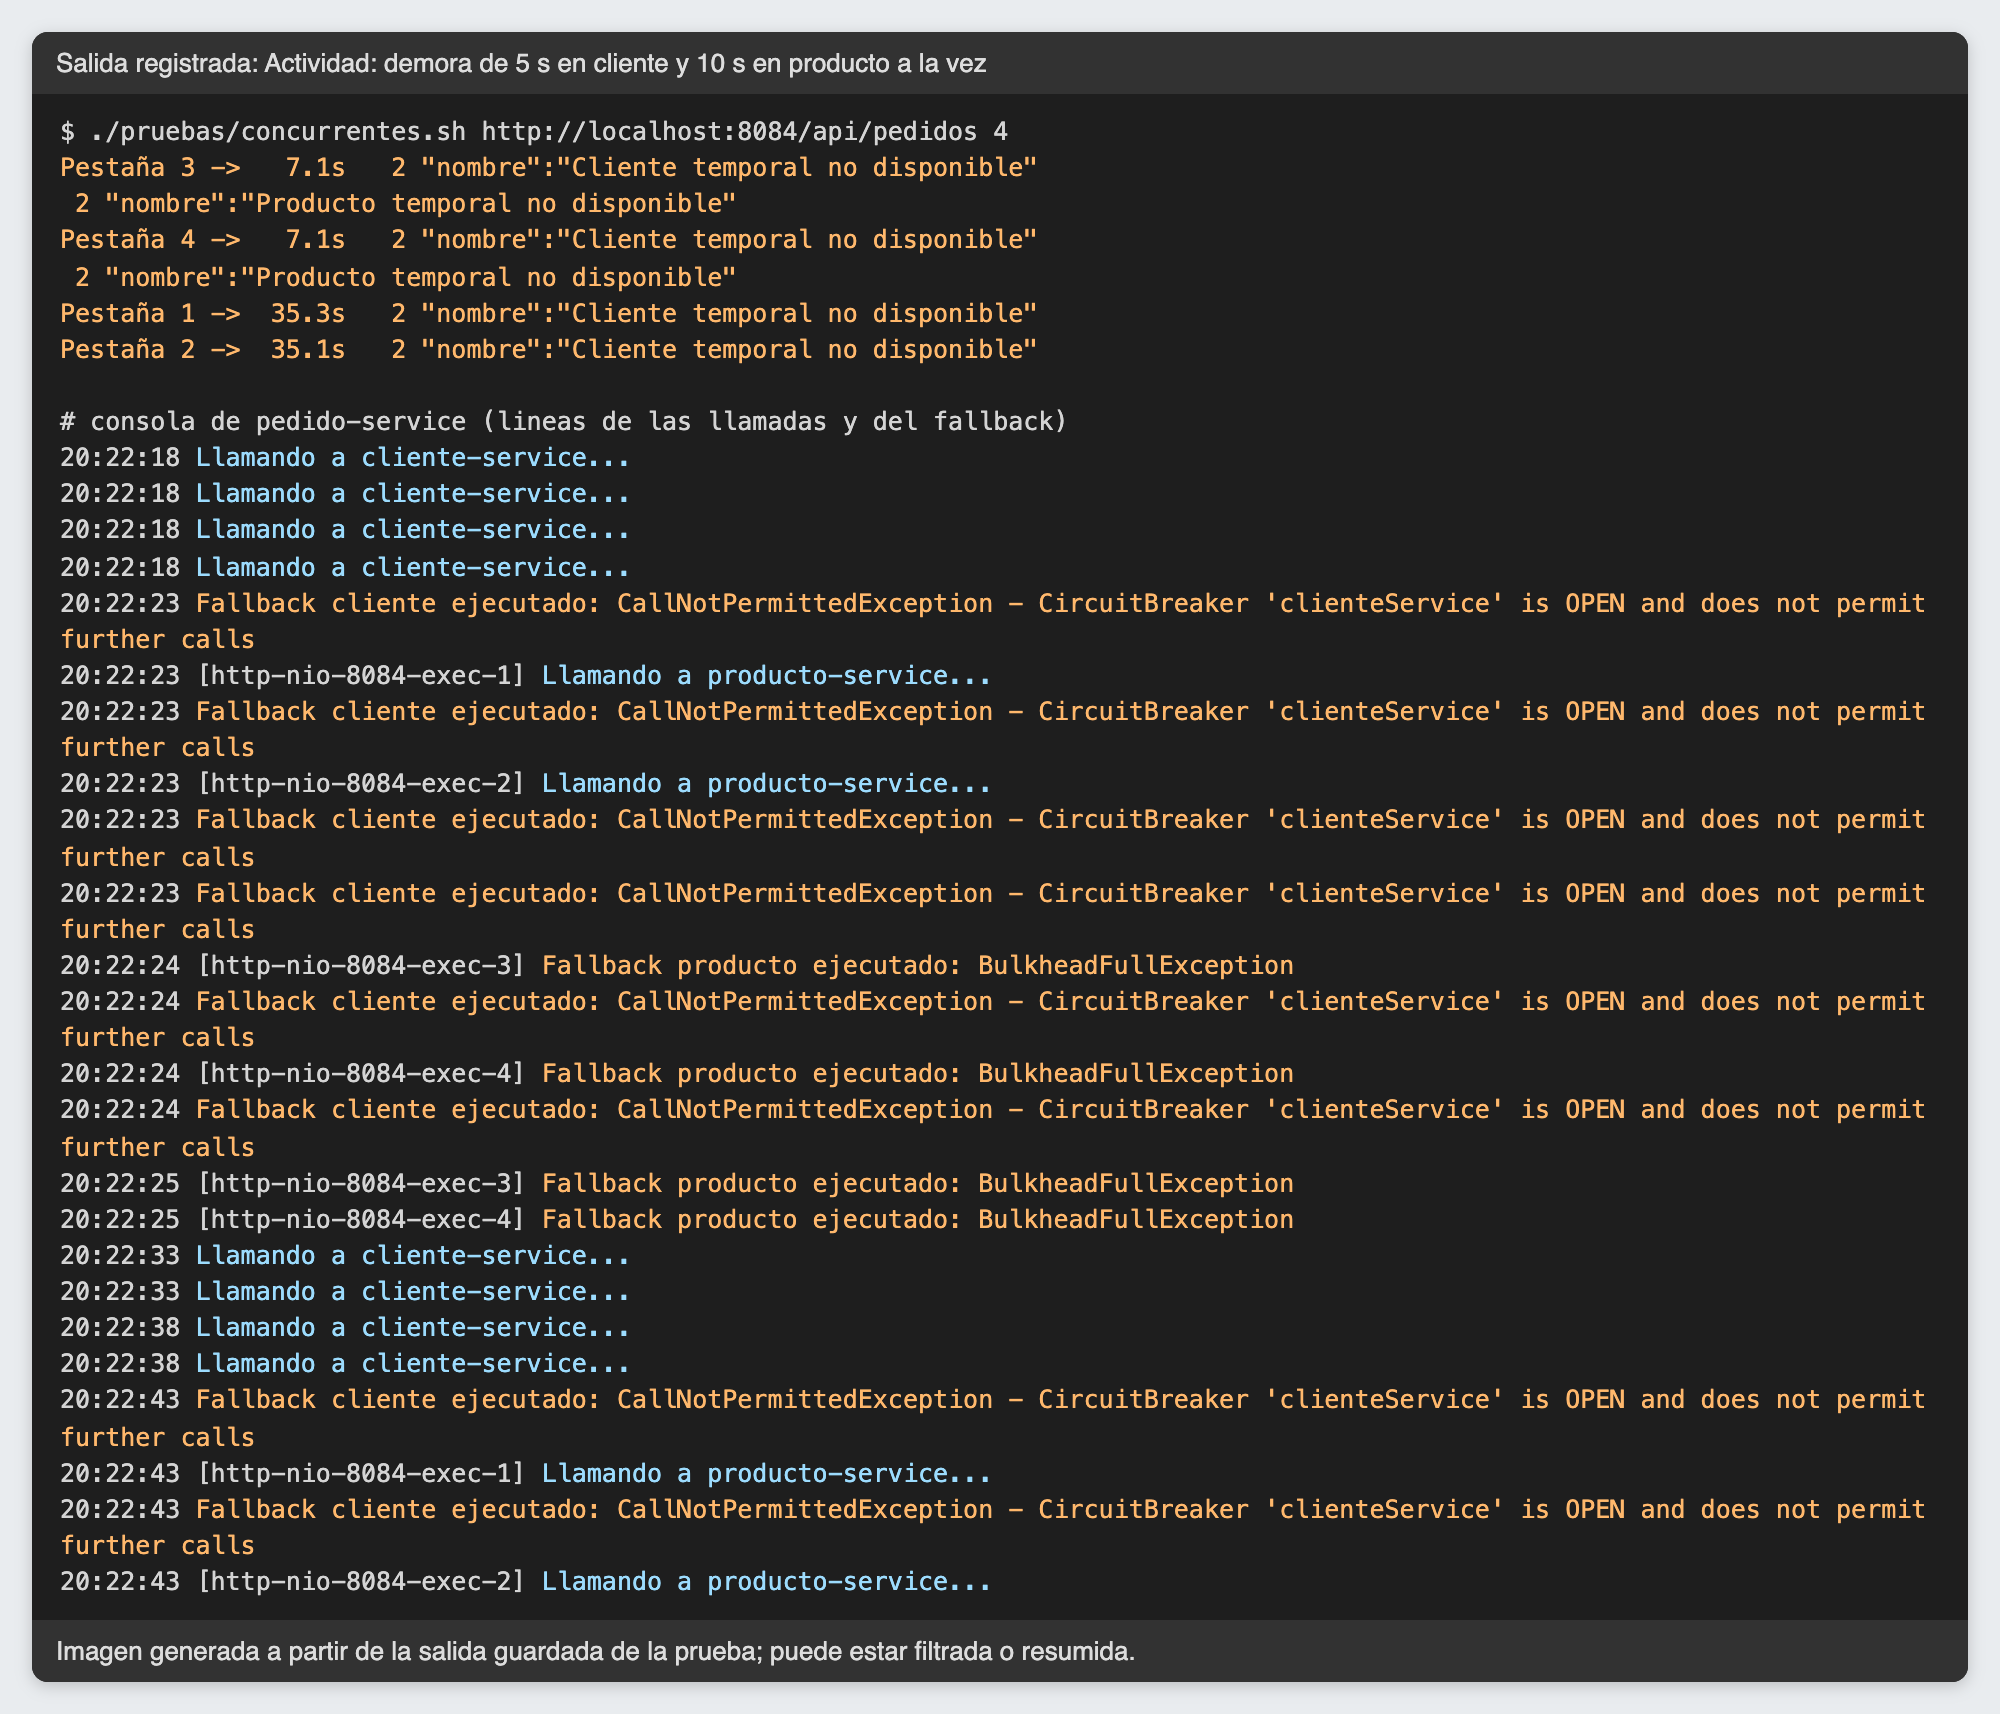 Salida registrada: Actividad: demora de 5 s en cliente y 10 s en producto a la vez
$ ./pruebas/concurrentes.sh http://localhost:8084/api/pedidos 4
Pestaña 3 —>   7.1s   2 "nombre":"Cliente temporal no disponible"
 2 "nombre":"Producto temporal no disponible"
Pestaña 4 —>   7.1s   2 "nombre":"Cliente temporal no disponible"
 2 "nombre":"Producto temporal no disponible"
Pestaña 1 —>  35.3s   2 "nombre":"Cliente temporal no disponible"
Pestaña 2 —>  35.1s   2 "nombre":"Cliente temporal no disponible"
# consola de pedido-service (lineas de las llamadas y del fallback)
20:22:18 Llamando a cliente-service...
20:22:18 Llamando a cliente-service...
20:22:18 Llamando a cliente-service...
20:22:18 Llamando a cliente-service...
20:22:23 Fallback cliente ejecutado: CallNotPermittedException - CircuitBreaker 'clienteService' is OPEN and does not permit
further calls
20:22:23 [http-nio-8084-exec-1] Llamando a producto-service...
20:22:23 Fallback cliente ejecutado: CallNotPermittedException - CircuitBreaker 'clienteService' is OPEN and does not permit
further calls
20:22:23 [http-nio-8084-exec-2] Llamando a producto-service...
20:22:23 Fallback cliente ejecutado: CallNotPermittedException - CircuitBreaker 'clienteService' is OPEN and does not permit
further calls
20:22:23 Fallback cliente ejecutado: CallNotPermittedException - CircuitBreaker 'clienteService' is OPEN and does not permit
further calls
20:22:24 [http-nio-8084-exec-3] Fallback producto ejecutado: BulkheadFullException
20:22:24 Fallback cliente ejecutado: CallNotPermittedException - CircuitBreaker 'clienteService' is OPEN and does not permit
further calls
20:22:24 [http-nio-8084-exec-4] Fallback producto ejecutado: BulkheadFullException
20:22:24 Fallback cliente ejecutado: CallNotPermittedException - CircuitBreaker 'clienteService' is OPEN and does not permit
further calls
20:22:25 [http-nio-8084-exec-3] Fallback producto ejecutado: BulkheadFullException
20:22:25 [http-nio-8084-exec-4] Fallback producto ejecutado: BulkheadFullException
20:22:33 Llamando a cliente-service...
20:22:33 Llamando a cliente-service...
20:22:38 Llamando a cliente-service...
20:22:38 Llamando a cliente-service...
20:22:43 Fallback cliente ejecutado: CallNotPermittedException - CircuitBreaker 'clienteService' is OPEN and does not permit
further calls
20:22:43 [http-nio-8084-exec-1] Llamando a producto-service...
20:22:43 Fallback cliente ejecutado: CallNotPermittedException - CircuitBreaker 'clienteService' is OPEN and does not permit
further calls
20:22:43 [http-nio-8084-exec-2] Llamando a producto-service...
Imagen generada a partir de la salida guardada de la prueba; puede estar filtrada o resumida.